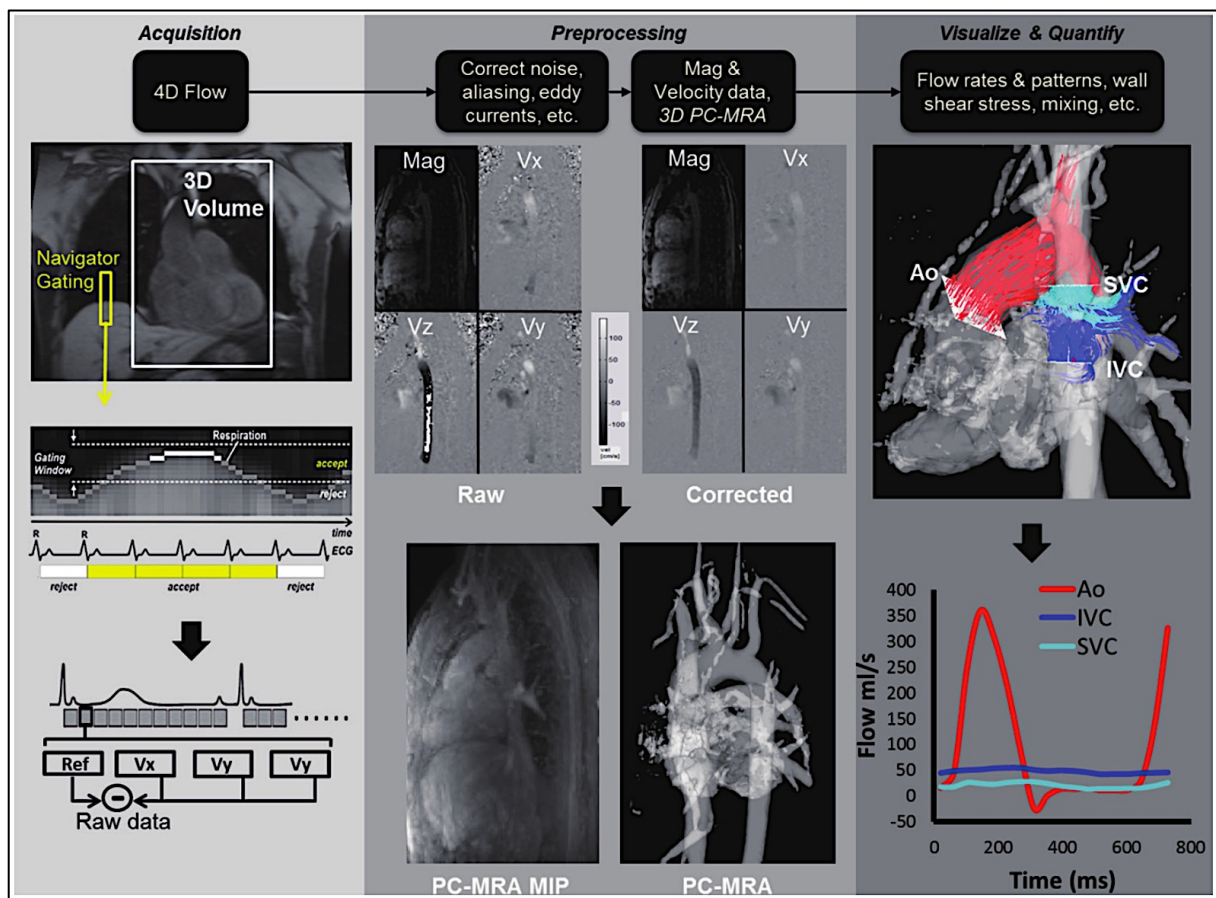 Acquisition
4D Flow
3D
Volume
Navigator
Gating
Gating
Window
Respiration
accept
reject
time
R
R
ECG
reject
accept
reject
Ref
Vx
Vy
Vy
Raw data
Preprocessing
Correct noise,
aliasing, eddy
currents, etc.
Mag &
Velocity data,
3D PC-MRA
Mag
Vx
Vz
Vy
100
50
0
-50
-100
vel
[cm/s]
Raw
Mag
Vx
Vz
Vy
Corrected
PC-MRA MIP
PC-MRA
Visualize & Quantify
Flow rates & patterns, wall
shear stress, mixing, etc.
Ao
SVC
IVC
Flow ml/s
400
350
300
250
200
150
100
50
0
-50
Ao
IVC
SVC
0
200
400
600
800
Time (ms)